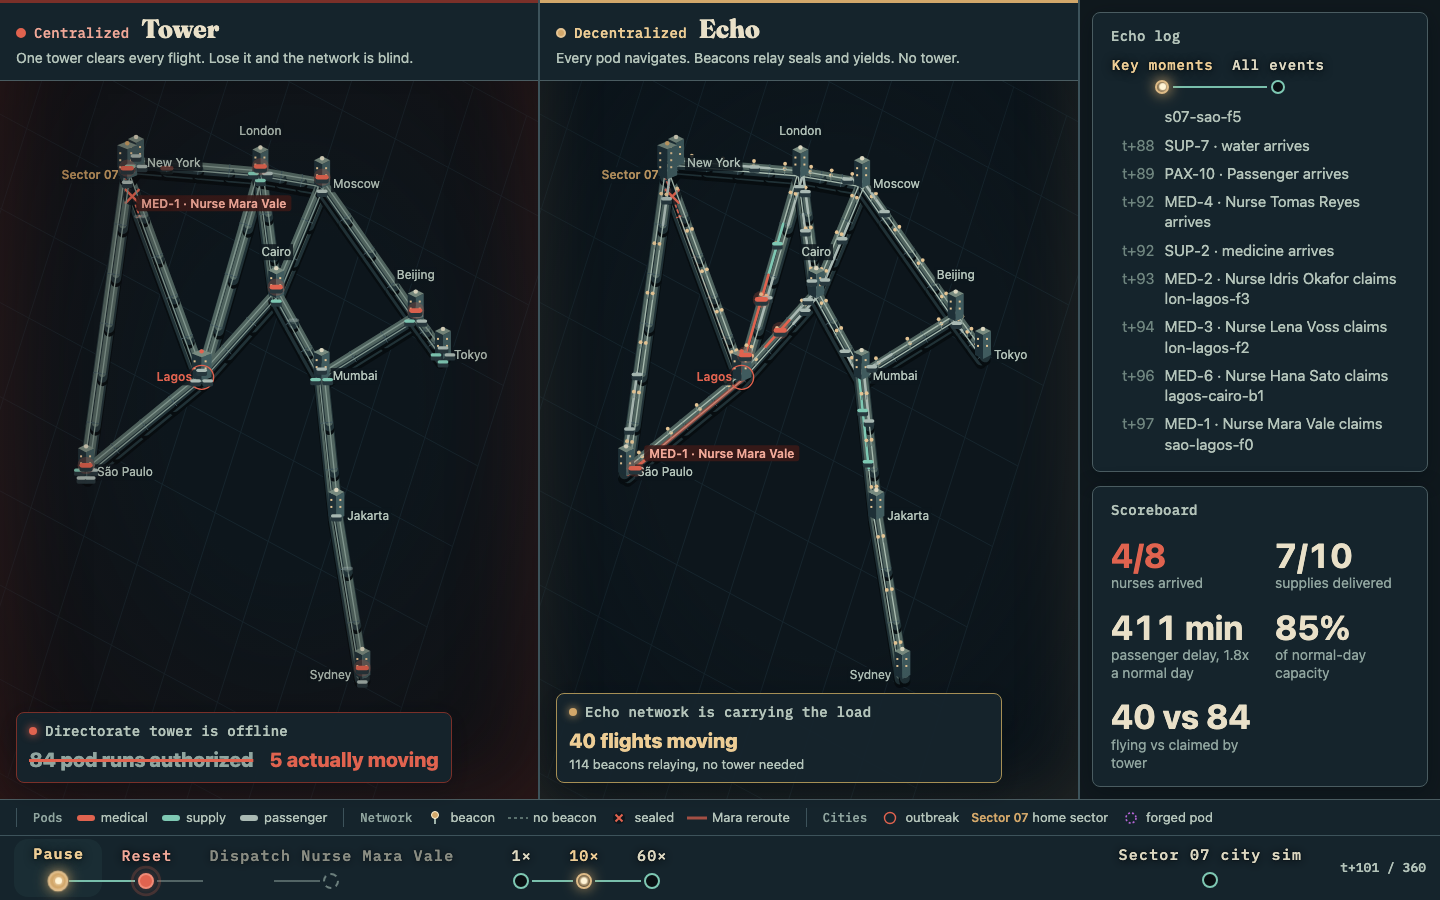 Centralized Tower
One tower clears every flight. Lose it and the network is blind.
London
New York
Sector 07
Moscow
MED-1 · Nurse Mara Vale
Cairo
Beijing
Tokyo
Lagos
Mumbai
São Paulo
Jakarta
Sydney
Directorate tower is offline
84 pod runs authorized 5 actually moving
Decentralized Echo
Every pod navigates. Beacons relay seals and yields. No tower.
London
New York
Sector 07
Moscow
Cairo
Beijing
Tokyo
Lagos
Mumbai
MED-1 · Nurse Mara Vale
São Paulo
Jakarta
Sydney
Echo network is carrying the load
40 flights moving
114 beacons relaying, no tower needed
Echo log
Key moments All events
s07-sao-f5
t+88 SUP-7 · water arrives
t+89 PAX-10 · Passenger arrives
t+92 MED-4 · Nurse Tomas Reyes
arrives
t+92 SUP-2 · medicine arrives
t+93 MED-2 · Nurse Idris Okafor claims
lon-lagos-f3
t+94 MED-3 · Nurse Lena Voss claims
lon-lagos-f2
t+96 MED-6 · Nurse Hana Sato claims
lagos-cairo-b1
t+97 MED-1 · Nurse Mara Vale claims
sao-lagos-f0
Scoreboard
4/8
nurses arrived
7/10
supplies delivered
411 min
passenger delay, 1.8x
a normal day
85%
of normal-day
capacity
40 vs 84
flying vs claimed by
tower
Pods medical supply passenger Network beacon no beacon sealed Mara reroute Cities outbreak Sector 07 home sector forged pod
Pause Reset Dispatch Nurse Mara Vale 1× 10× 60× Sector 07 city sim t+101 / 360